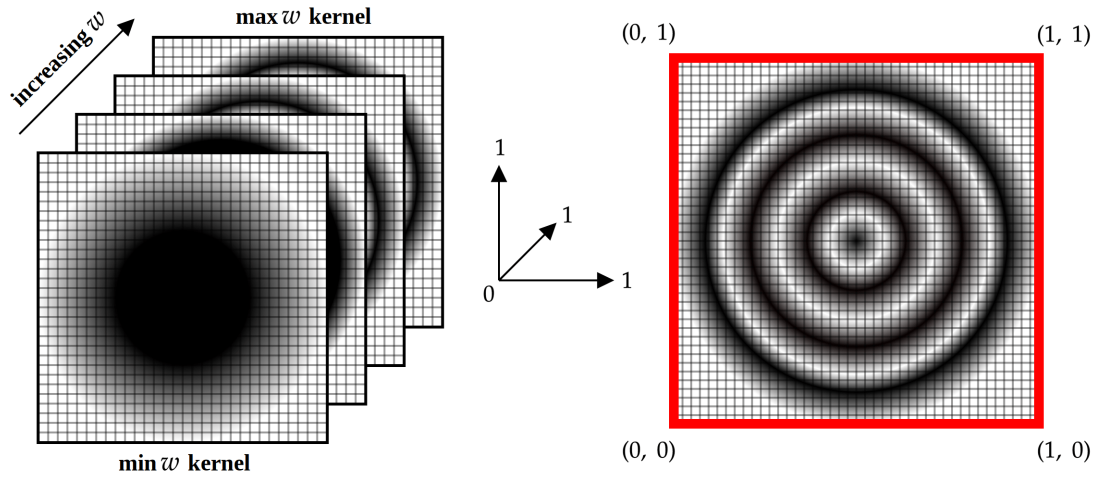 max w kernel
increasing w
min w kernel
1
1
0
1
(0, 1)
(1, 1)
(0, 0)
(1, 0)